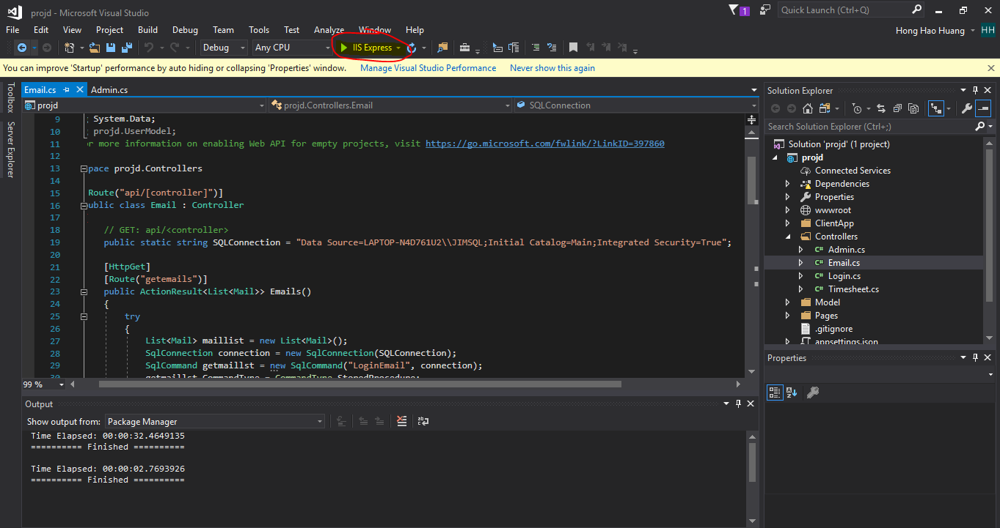 projd - Microsoft Visual Studio
1
Quick Launch (Ctrl+Q)
File Edit View Project Build Debug Team Tools Test Analyze Window Help
Hong Hao Huang
HH
Debug
Any CPU
IIS Express
You can improve 'Startup' performance by auto hiding or collapsing 'Properties' window. Manage Visual Studio Performance Never show this again
Toolbox
Server Explorer
Email.cs
Admin.cs
projd
projd.Controllers.Email
SQLConnection
9 System.Data;
10 projd.UserModel;
11 r more information on enabling Web API for empty projects, visit https://go.microsoft.com/fwlink/?LinkID=397860
12
13 pace projd.Controllers
14
15 Route("api/[controller]")]
16 ublic class Email : Controller
17
18 // GET: api/<controller>
19 public static string SQLConnection = "Data Source=LAPTOP-N4D761U2\\JIMSQL;Initial Catalog=Main;Integrated Security=True";
20
21 [HttpGet]
22 [Route("getemails")]
23 public ActionResult<List<Mail>> Emails()
24 {
25 try
26 {
27 List<Mail> maillist = new List<Mail>();
28 SqlConnection connection = new SqlConnection(SQLConnection);
29 SqlCommand getmaillst = new SqlCommand("LoginEmail", connection);
30 getmaillst.CommandType = CommandType.StoredProcedure;
99 %
Output
Show output from: Package Manager
Time Elapsed: 00:00:32.4649135
========== Finished ==========
Time Elapsed: 00:00:02.7693926
========== Finished ==========
Solution Explorer
Search Solution Explorer (Ctrl+;)
Solution 'projd' (1 project)
projd
Connected Services
Dependencies
Properties
wwwroot
ClientApp
Controllers
C# Admin.cs
C# Email.cs
C# Login.cs
C# Timesheet.cs
Model
Pages
.gitignore
appsettings.json
Properties